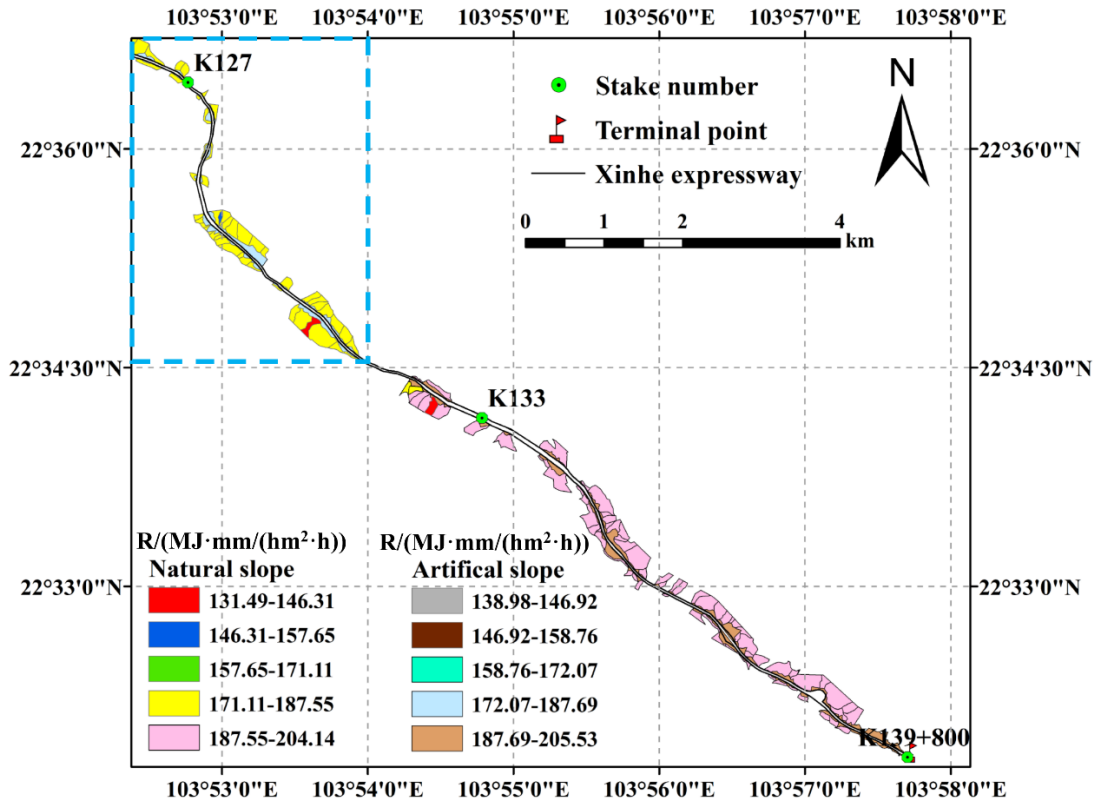 103°53'0"E 103°54'0"E 103°55'0"E 103°56'0"E 103°57'0"E 103°58'0"E
K127
N
Stake number
Terminal point
22°36'0"N 22°36'0"N
Xinhe expressway
0 1 2 4
km
22°34'30"N 22°34'30"N
K133
R/(MJ·mm/(hm²·h)) R/(MJ·mm/(hm²·h))
Natural slope Artifical slope
22°33'0"N 22°33'0"N
131.49-146.31 138.98-146.92
146.31-157.65 146.92-158.76
157.65-171.11 158.76-172.07
171.11-187.55 172.07-187.69
187.55-204.14 187.69-205.53
K139+800
103°53'0"E 103°54'0"E 103°55'0"E 103°56'0"E 103°57'0"E 103°58'0"E